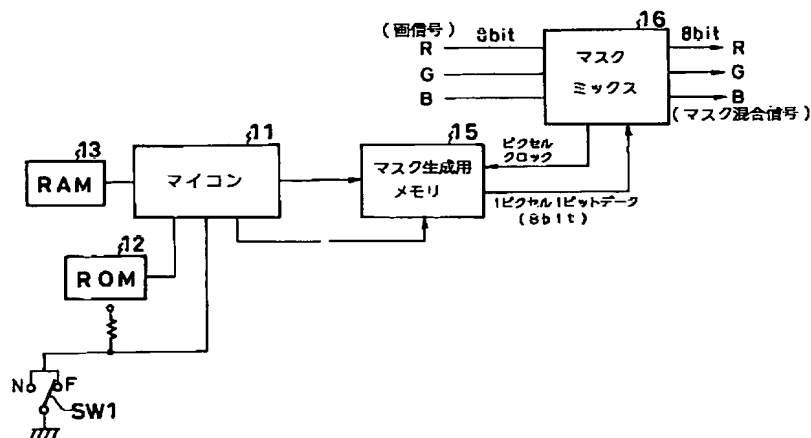 (画信号)
8bit
16
8bit
R
マスク
ミックス
R
G
G
B
B
(マスク混合信号)
13
11
15
ピクセル
クロック
RAM
マイコン
マスク生成用
メモリ
1ピクセル1ビットデータ
(8bit)
12
ROM
N
F
SW1